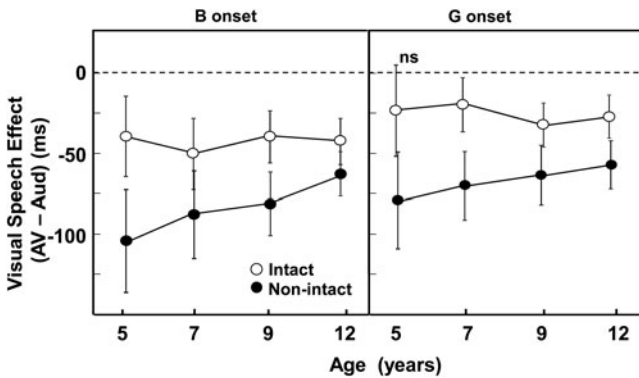 B onset
G onset
Visual Speech Effect
(AV – Aud) (ms)
0
-50
-100
ns
Intact
Non-intact
5 7 9 12
5 7 9 12
Age (years)